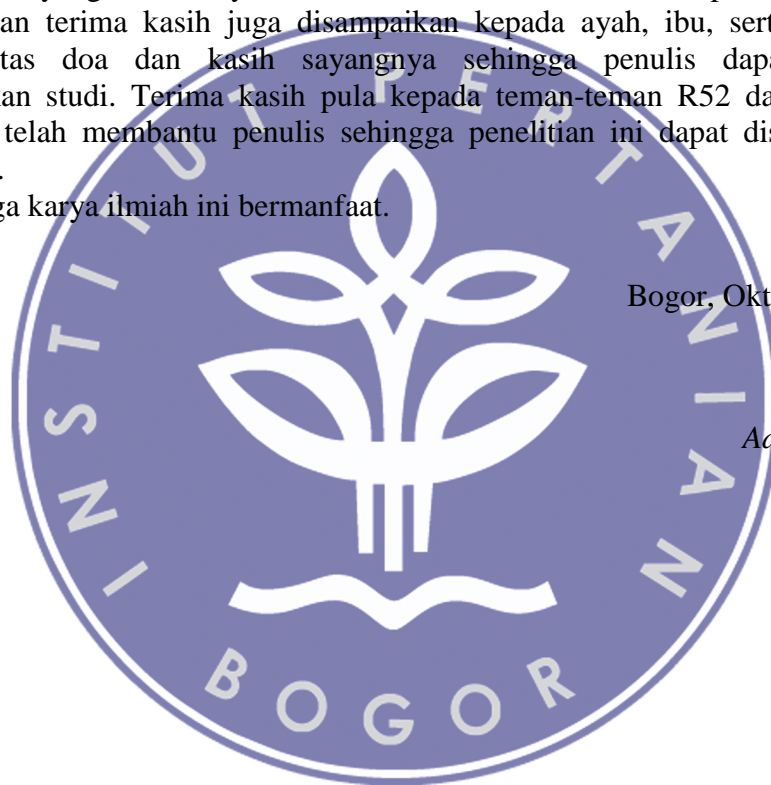 an terima kasih juga disampaikan kepada ayah, ibu, sert
tas doa dan kasih sayangnya sehingga penulis dapa
kan studi. Terima kasih pula kepada teman-teman R52 da
telah membantu penulis sehingga penelitian ini dapat dis
.
ga karya ilmiah ini bermanfaat.
Bogor, Okt
INSTITUT PERTANIAN
BOGOR